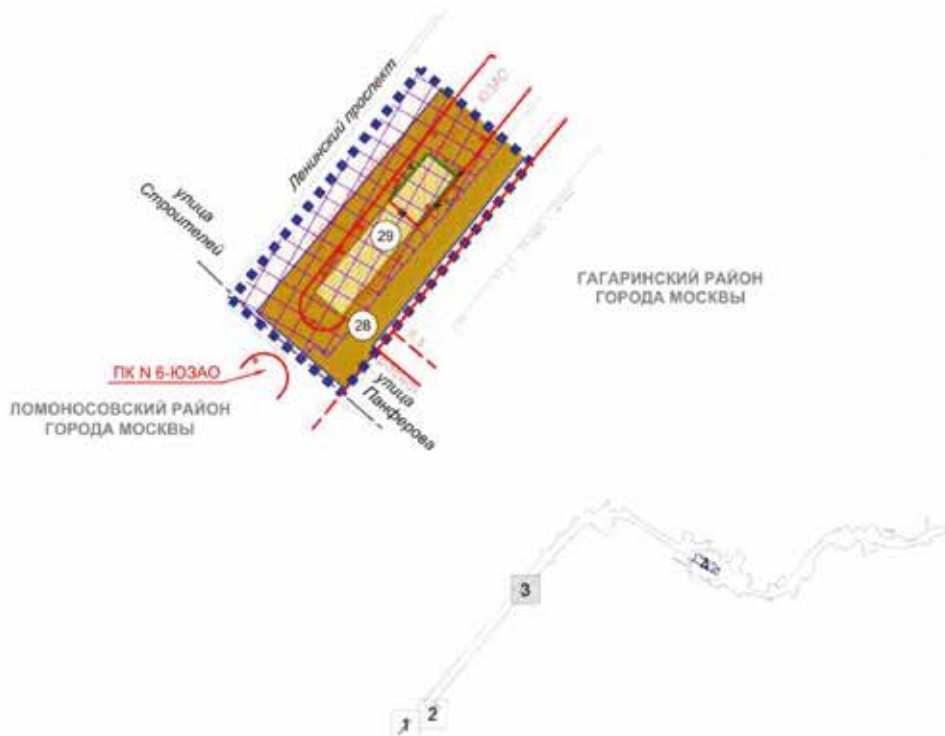 Ленинский проспект
ЮЗАО
улица
Строителей
29
28
ГАГАРИНСКИЙ РАЙОН
ГОРОДА МОСКВЫ
ПК N 6-ЮЗАО
улица
Панферова
ЛОМОНОСОВСКИЙ РАЙОН
ГОРОДА МОСКВЫ
3
2
1